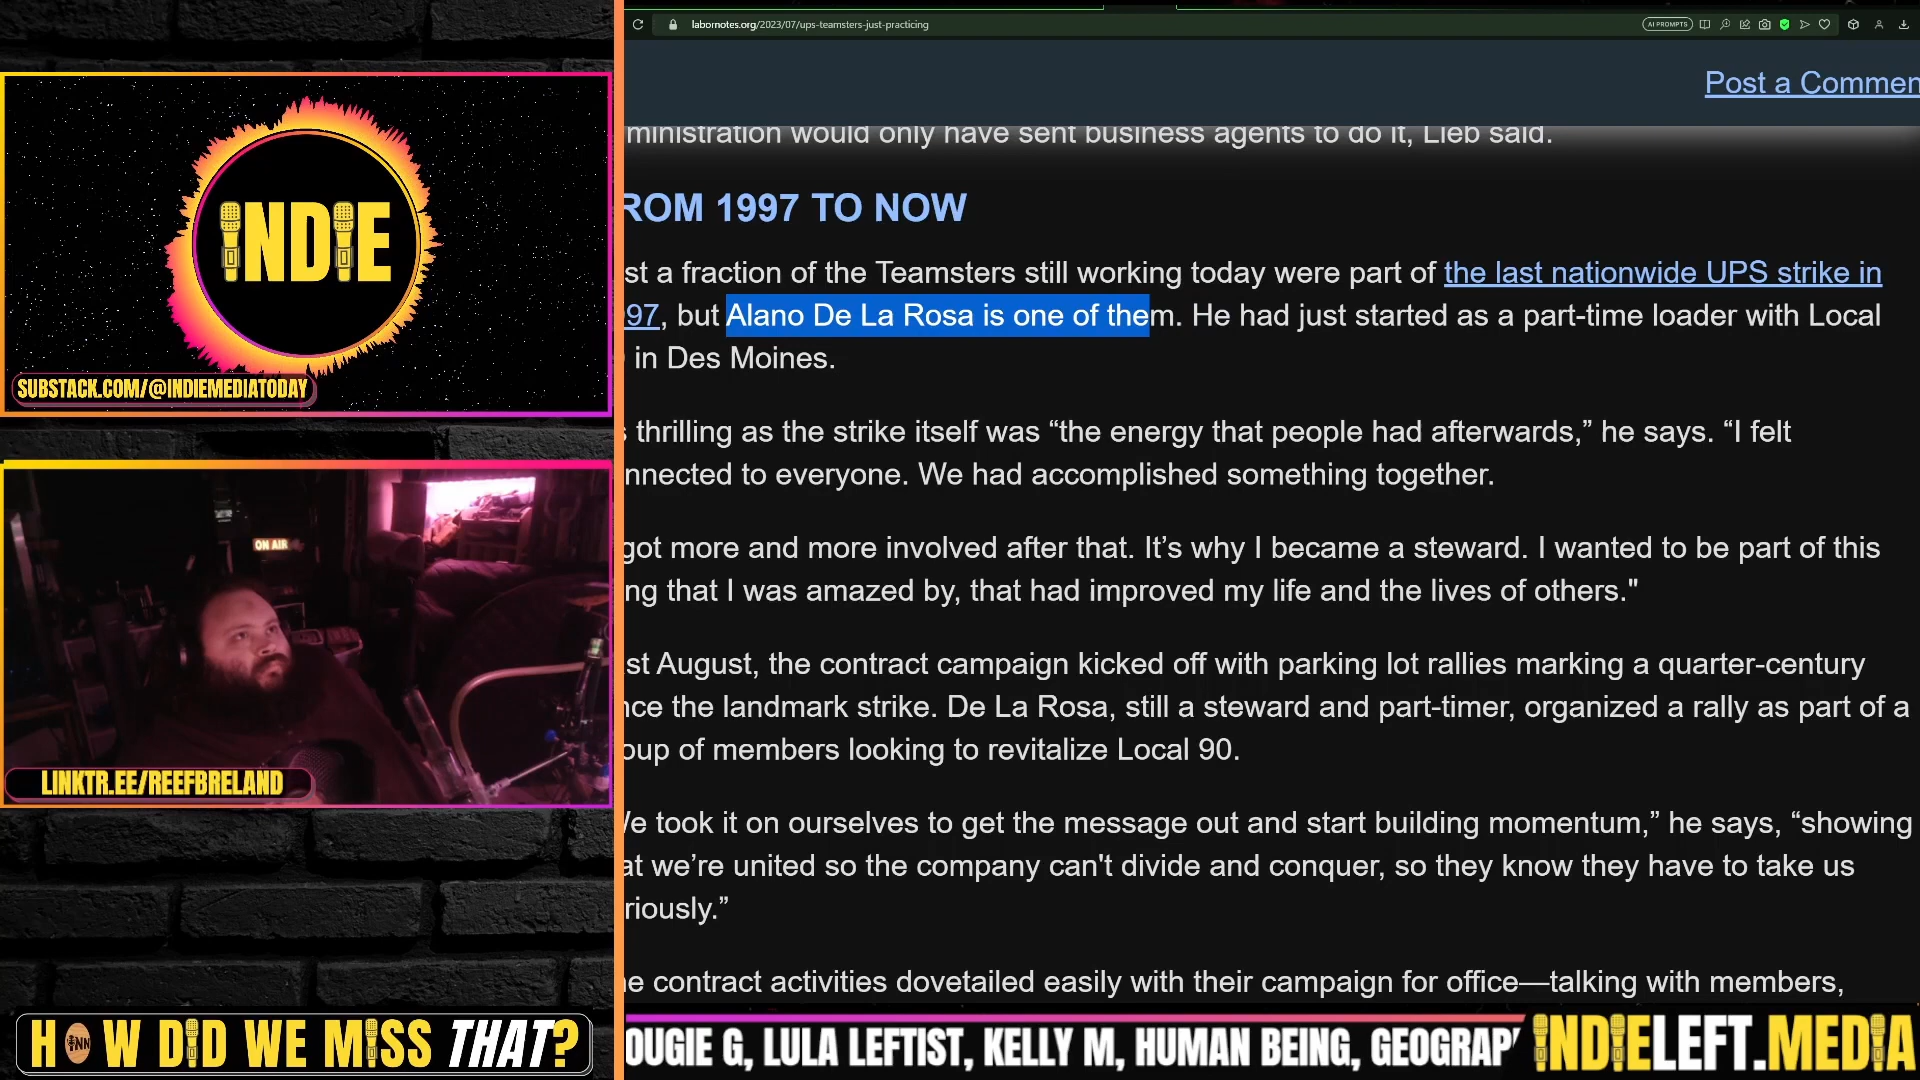 labornotes.org/2023/07/ups-teamsters-just-practicing
AI PROMPTS
Post a Commen
ministration would only have sent business agents to do it, Lieb said.
ROM 1997 TO NOW
st a fraction of the Teamsters still working today were part of the last nationwide UPS strike in
97, but Alano De La Rosa is one of them. He had just started as a part-time loader with Local
in Des Moines.
s thrilling as the strike itself was “the energy that people had afterwards,” he says. “I felt
nnected to everyone. We had accomplished something together.
got more and more involved after that. It’s why I became a steward. I wanted to be part of this
ng that I was amazed by, that had improved my life and the lives of others."
st August, the contract campaign kicked off with parking lot rallies marking a quarter-century
nce the landmark strike. De La Rosa, still a steward and part-timer, organized a rally as part of a
oup of members looking to revitalize Local 90.
We took it on ourselves to get the message out and start building momentum,” he says, “showing
at we’re united so the company can't divide and conquer, so they know they have to take us
riously.”
he contract activities dovetailed easily with their campaign for office—talking with members,
INDIE
SUBSTACK.COM/@INDIEMEDIATODAY
ON AIR
LINKTR.EE/REEFBRELAND
HOW DID WE MISS THAT?
INN
OUGIE G, LULA LEFTIST, KELLY M, HUMAN BEING, GEOGRAP
INDIELEFT.MEDIA